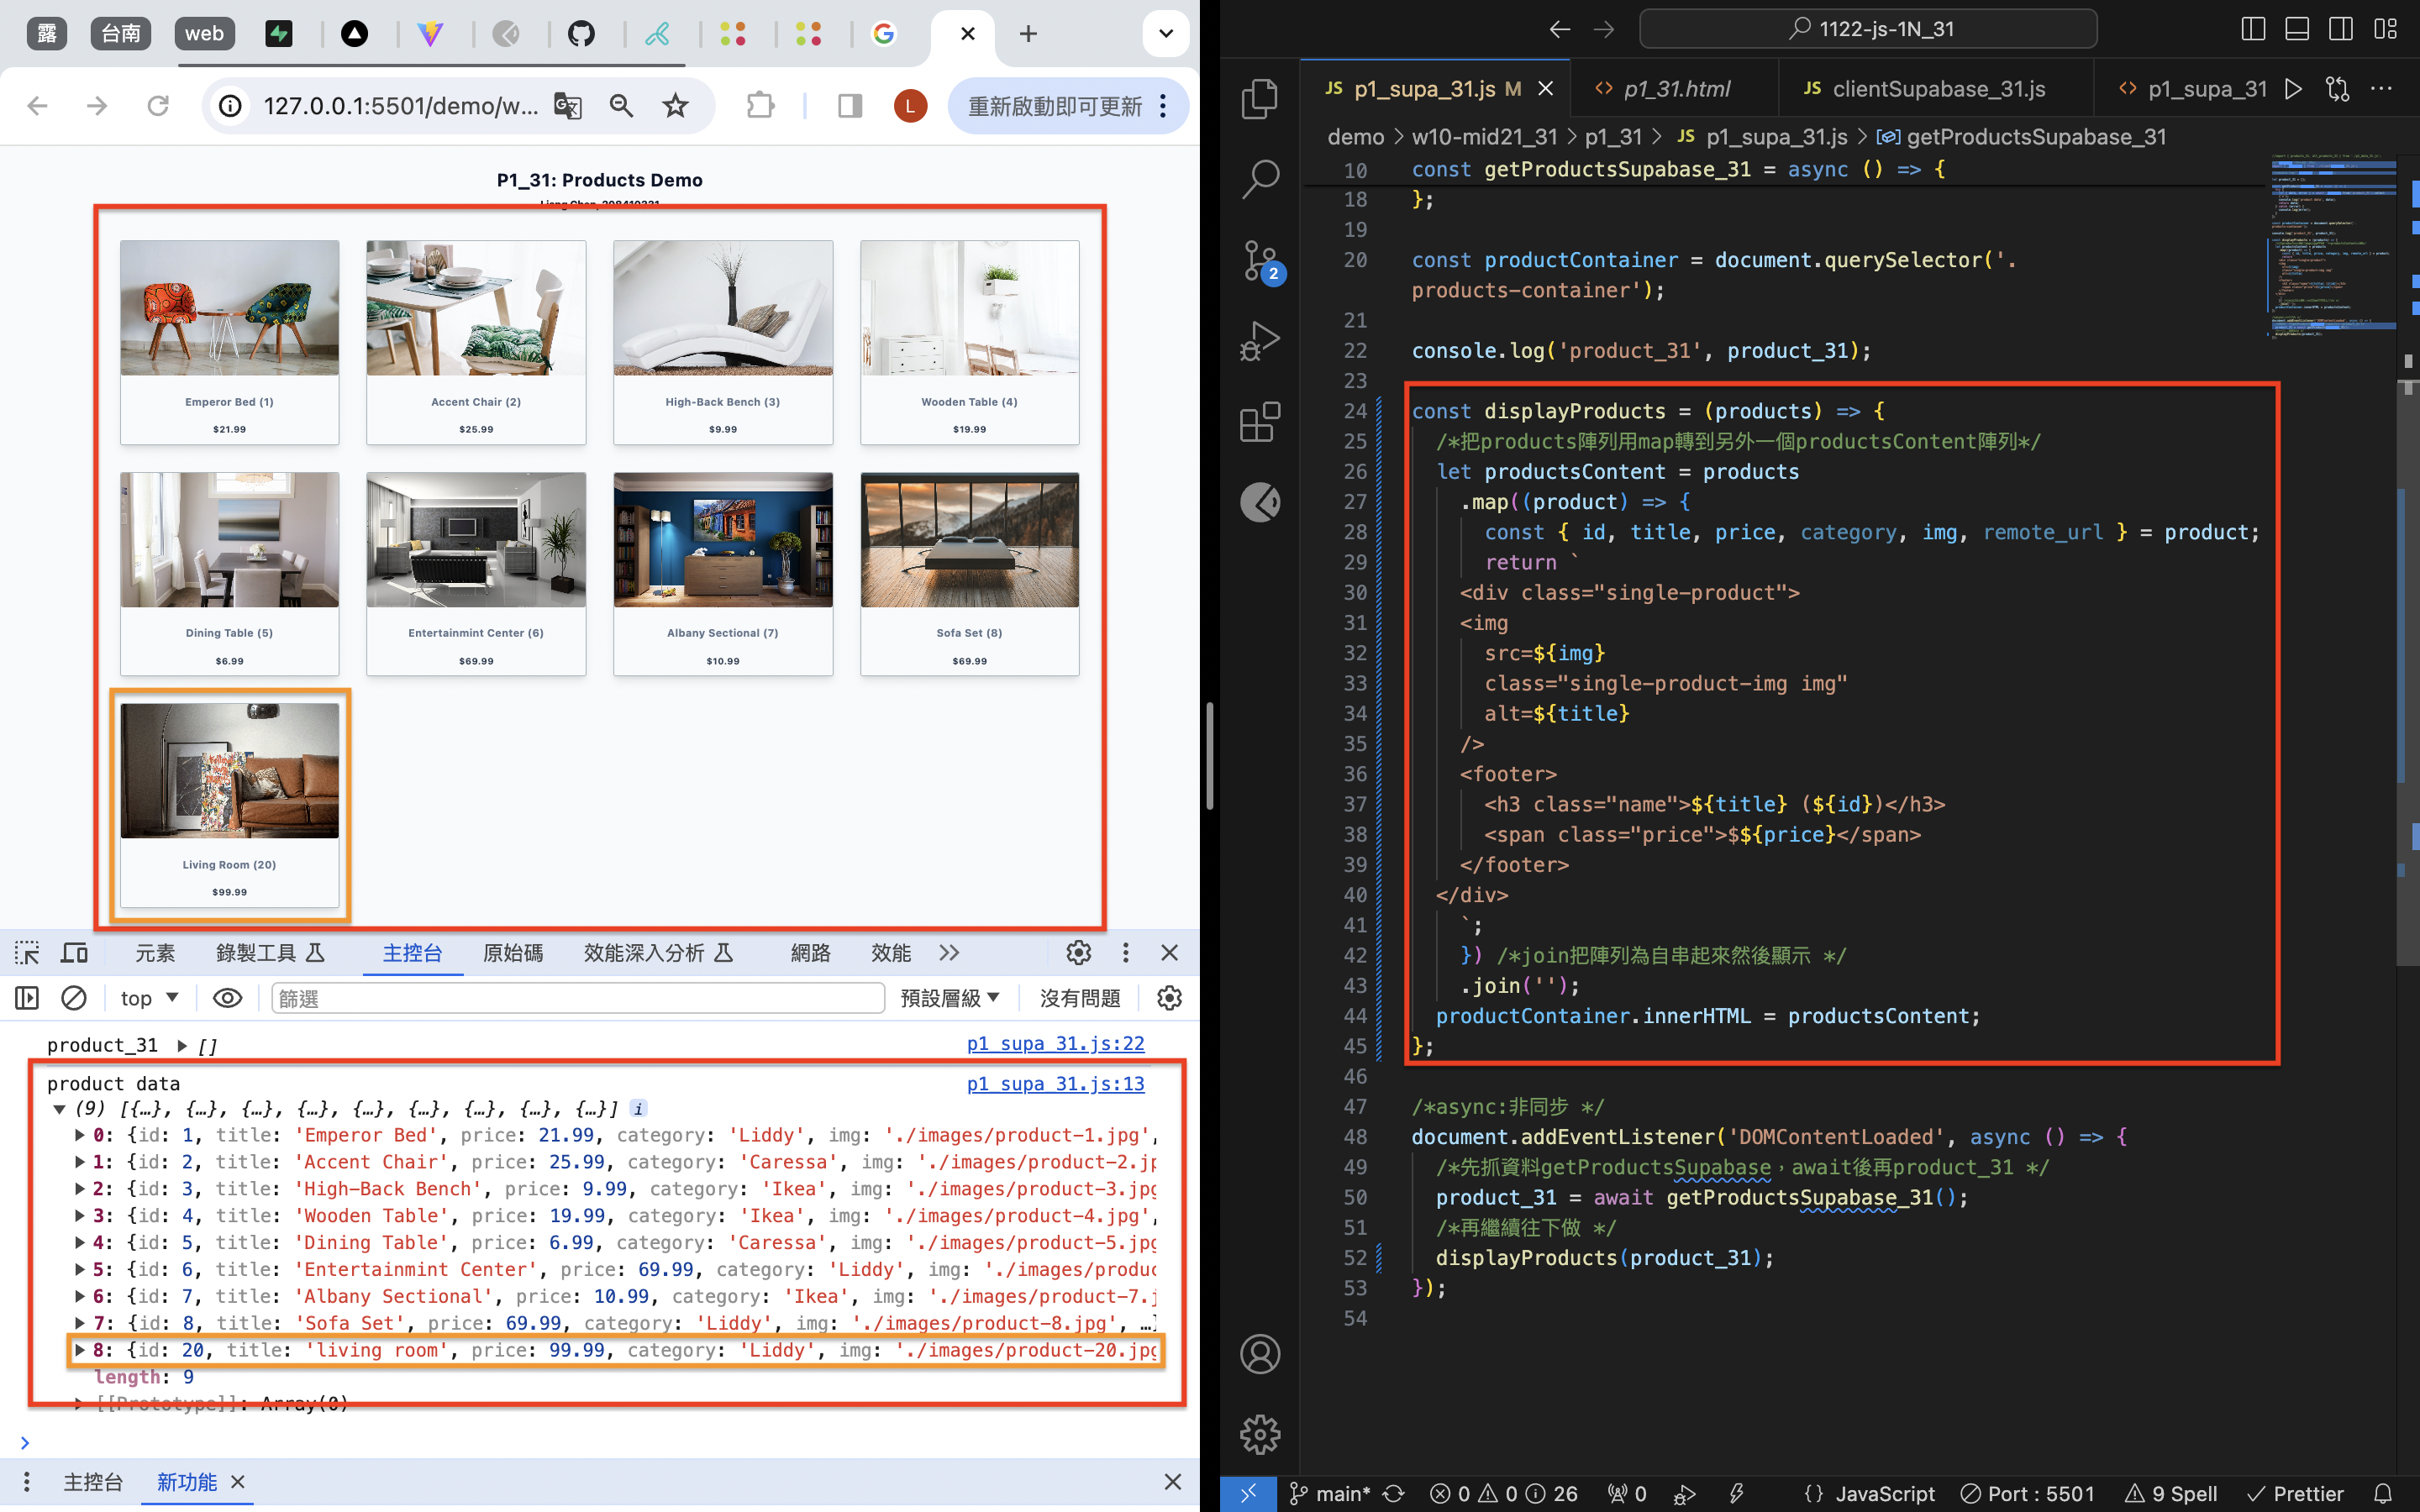 露 台南 web
127.0.0.1:5501/demo/w... L 重新啟動即可更新
P1_31: Products Demo
Liang Chen, 208410331
Emperor Bed (1)
$21.99
Accent Chair (2)
$25.99
High-Back Bench (3)
$9.99
Wooden Table (4)
$19.99
Dining Table (5)
$6.99
Entertainmint Center (6)
$69.99
Albany Sectional (7)
$10.99
Sofa Set (8)
$69.99
Living Room (20)
$99.99
元素 錄製工具 主控台 原始碼 效能深入分析 網路 效能
top 篩選 預設層級 沒有問題
product_31 ▶ [] p1_supa_31.js:22
product data p1_supa_31.js:13
▼ (9) [{…}, {…}, {…}, {…}, {…}, {…}, {…}, {…}, {…}] i
▶ 0: {id: 1, title: 'Emperor Bed', price: 21.99, category: 'Liddy', img: './images/product-1.jpg',
▶ 1: {id: 2, title: 'Accent Chair', price: 25.99, category: 'Caressa', img: './images/product-2.jp
▶ 2: {id: 3, title: 'High-Back Bench', price: 9.99, category: 'Ikea', img: './images/product-3.jpg
▶ 3: {id: 4, title: 'Wooden Table', price: 19.99, category: 'Ikea', img: './images/product-4.jpg',
▶ 4: {id: 5, title: 'Dining Table', price: 6.99, category: 'Caressa', img: './images/product-5.jpg
▶ 5: {id: 6, title: 'Entertainmint Center', price: 69.99, category: 'Liddy', img: './images/produc
▶ 6: {id: 7, title: 'Albany Sectional', price: 10.99, category: 'Ikea', img: './images/product-7.j
▶ 7: {id: 8, title: 'Sofa Set', price: 69.99, category: 'Liddy', img: './images/product-8.jpg', …}
▶ 8: {id: 20, title: 'living room', price: 99.99, category: 'Liddy', img: './images/product-20.jpg
length: 9
▶ [[Prototype]]: Array(0)
主控台 新功能
1122-js-1N_31
JS p1_supa_31.js M <> p1_31.html JS clientSupabase_31.js <> p1_supa_31
demo > w10-mid21_31 > p1_31 > JS p1_supa_31.js > getProductsSupabase_31
2
10 const getProductsSupabase_31 = async () => {
18 };
19
20 const productContainer = document.querySelector('.
products-container');
21
22 console.log('product_31', product_31);
23
24 const displayProducts = (products) => {
25 /*把products陣列用map轉到另外一個productsContent陣列*/
26 let productsContent = products
27 .map((product) => {
28 const { id, title, price, category, img, remote_url } = product;
29 return `
30 <div class="single-product">
31 <img
32 src=${img}
33 class="single-product-img img"
34 alt=${title}
35 />
36 <footer>
37 <h3 class="name">${title} (${id})</h3>
38 <span class="price">$${price}</span>
39 </footer>
40 </div>
41 `;
42 }) /*join把陣列為自串起來然後顯示 */
43 .join('');
44 productContainer.innerHTML = productsContent;
45 };
46
47 /*async:非同步 */
48 document.addEventListener('DOMContentLoaded', async () => {
49 /*先抓資料getProductsSupabase，await後再product_31 */
50 product_31 = await getProductsSupabase_31();
51 /*再繼續往下做 */
52 displayProducts(product_31);
53 });
54
main* 0 0 26 0 {} JavaScript Port : 5501 9 Spell Prettier